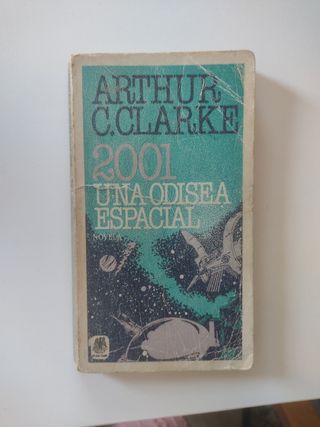 ARTHUR
C.CLARKE
2001
UNA ODISEA
ESPACIAL
NOVELA